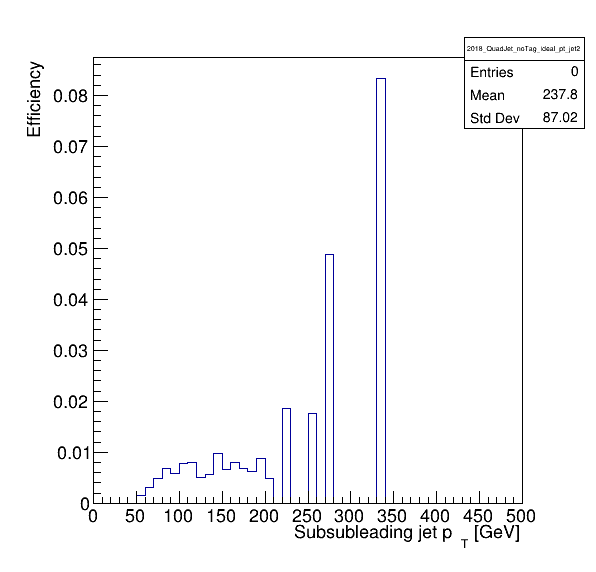 2018_QuadJet_noTag_ideal_pt_jet2
Entries 0
Mean 237.8
Std Dev 87.02
Efficiency
0.08
0.07
0.06
0.05
0.04
0.03
0.02
0.01
0
0 50 100 150 200 250 300 350 400 450 500
Subsubleading jet p T [GeV]